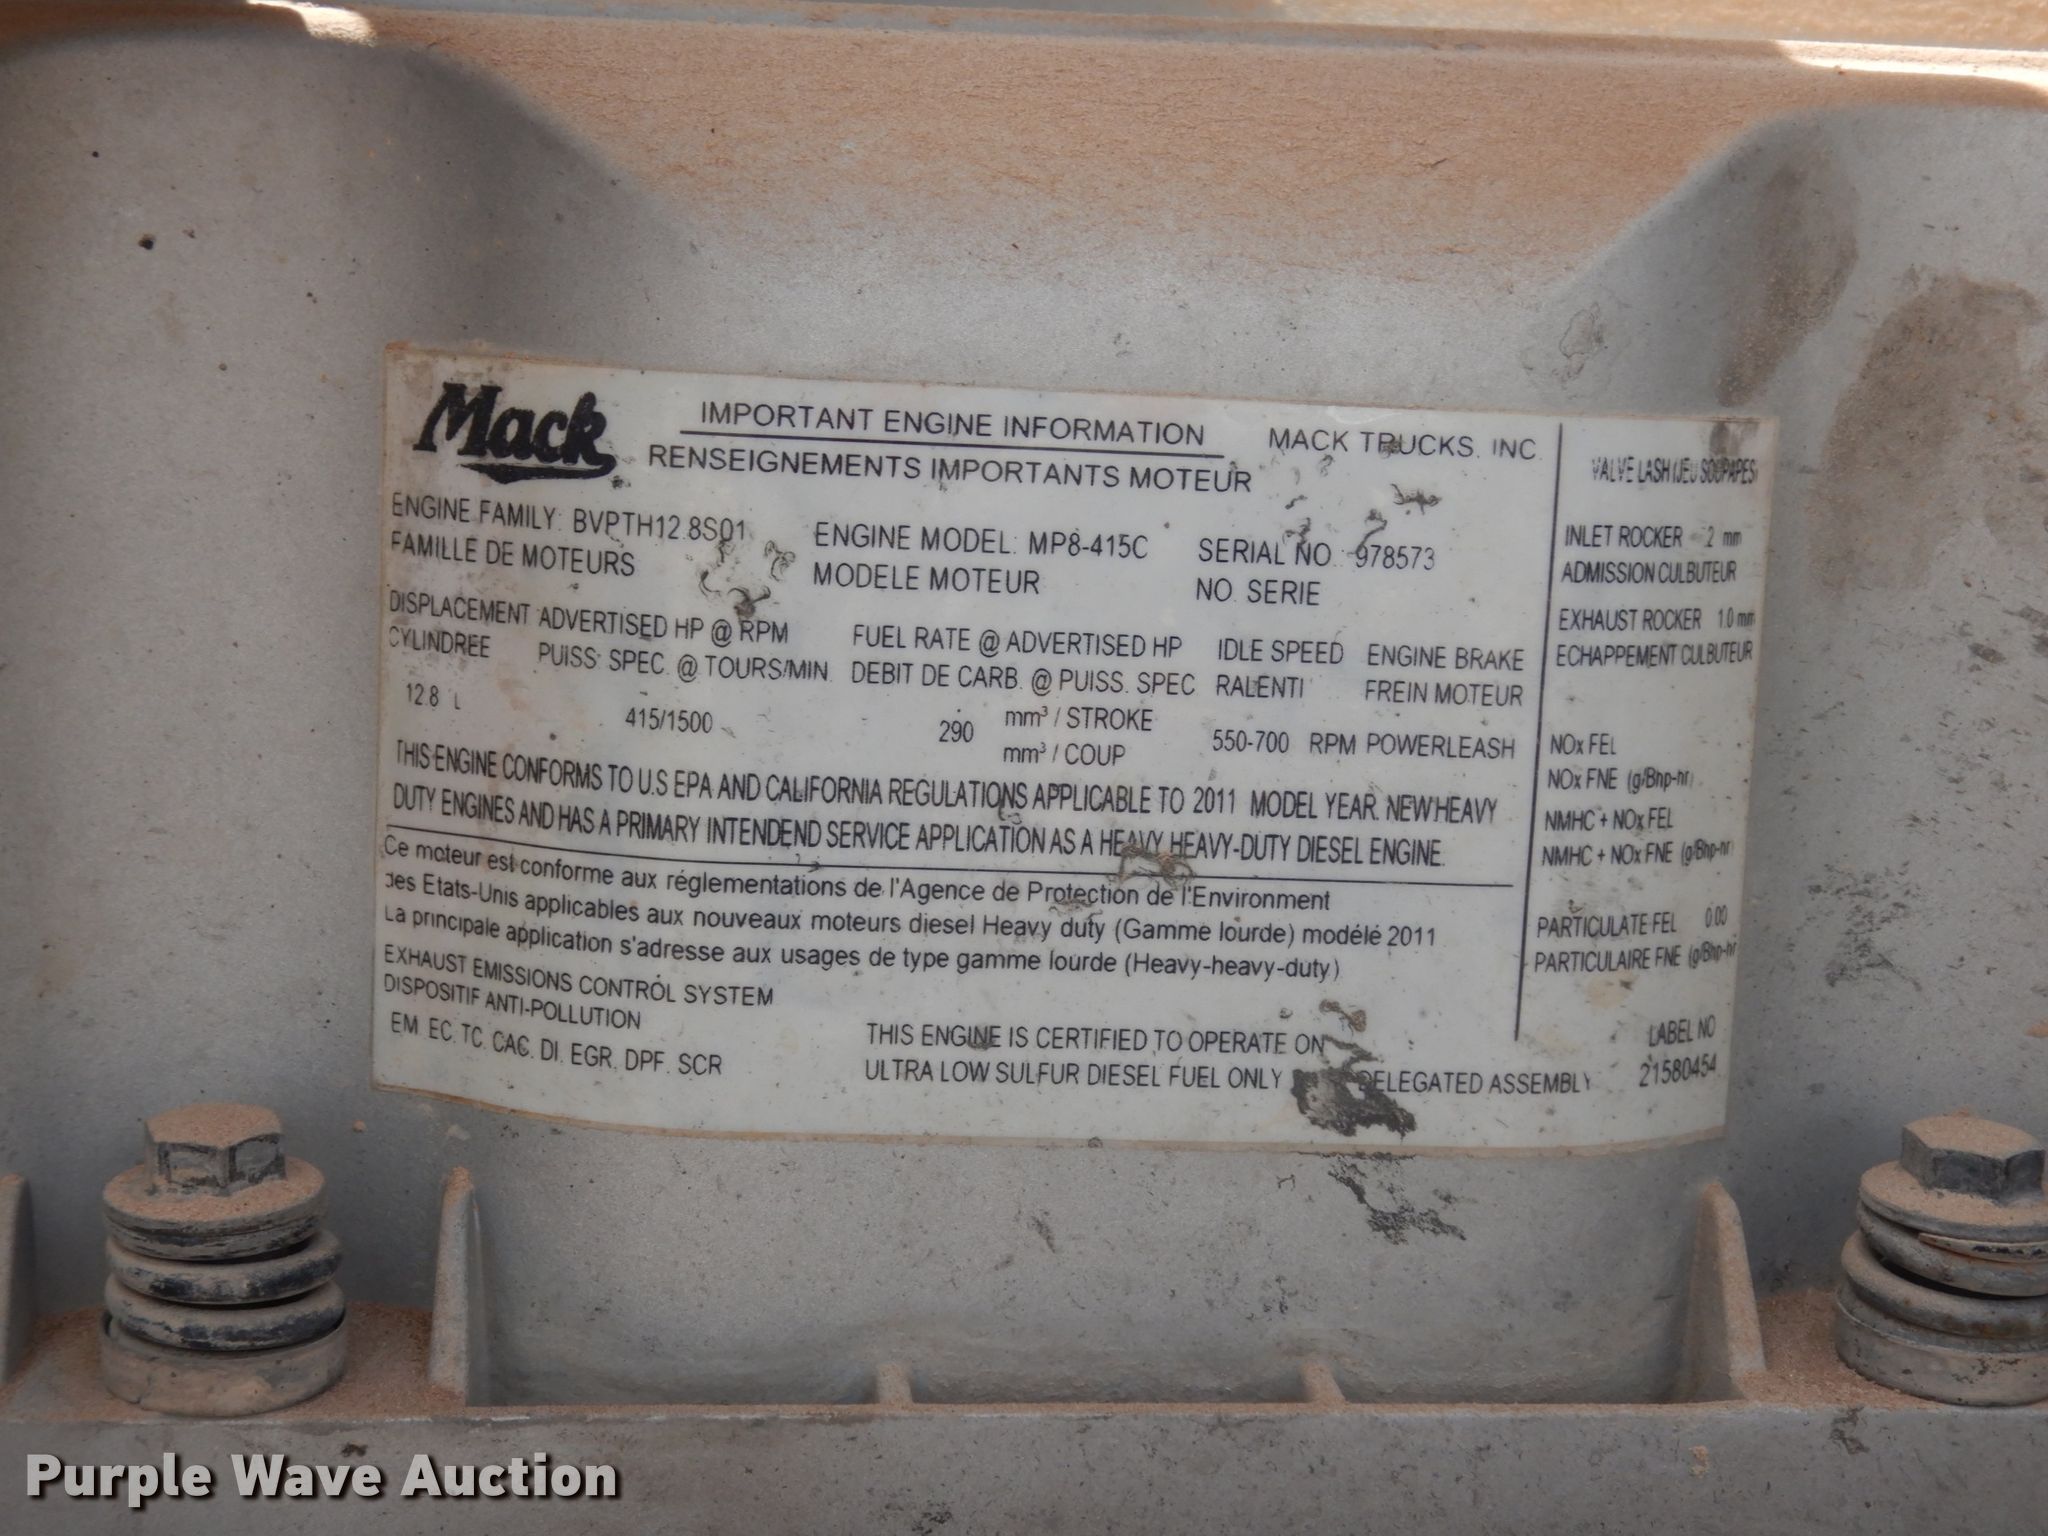 Mack
IMPORTANT ENGINE INFORMATION
RENSEIGNEMENTS IMPORTANTS MOTEUR
MACK TRUCKS, INC.
ENGINE FAMILY: BVPTH12.8S01
FAMILLE DE MOTEURS
ENGINE MODEL: MP8-415C
MODELE MOTEUR
SERIAL NO. 978573
NO. SERIE
DISPLACEMENT
CYLINDREE
12.8 L
ADVERTISED HP @ RPM
PUISS. SPEC. @ TOURS/MIN.
415/1500
FUEL RATE @ ADVERTISED HP
DEBIT DE CARB. @ PUISS. SPEC
290
mm³ / STROKE
mm³ / COUP
IDLE SPEED
RALENTI
550-700 RPM
ENGINE BRAKE
FREIN MOTEUR
POWERLEASH
THIS ENGINE CONFORMS TO U.S EPA AND CALIFORNIA REGULATIONS APPLICABLE TO 2011 MODEL YEAR. NEW HEAVY
DUTY ENGINES AND HAS A PRIMARY INTENDEND SERVICE APPLICATION AS A HEAVY HEAVY-DUTY DIESEL ENGINE.
Ce moteur est conforme aux réglementations de l'Agence de Protection de l'Environment
des Etats-Unis applicables aux nouveaux moteurs diesel Heavy duty (Gamme lourde) modélé 2011
La principale application s'adresse aux usages de type gamme lourde (Heavy-heavy-duty)
EXHAUST EMISSIONS CONTROL SYSTEM
DISPOSITIF ANTI-POLLUTION
EM. EC. TC. CAC. DI. EGR. DPF. SCR
THIS ENGINE IS CERTIFIED TO OPERATE ON
ULTRA LOW SULFUR DIESEL FUEL ONLY
DELEGATED ASSEMBLY
VALVE LASH (JEU SOUPAPES)
INLET ROCKER 2 mm
ADMISSION CULBUTEUR
EXHAUST ROCKER 1.0 mm
ECHAPPEMENT CULBUTEUR
NOx FEL
NOx FNE (g/Bhp-hr)
NMHC + NOx FEL
NMHC + NOx FNE (g/Bhp-hr)
PARTICULATE FEL 0.00
PARTICULAIRE FNE (g/Bhp-hr
LABEL NO
21580454
Purple Wave Auction